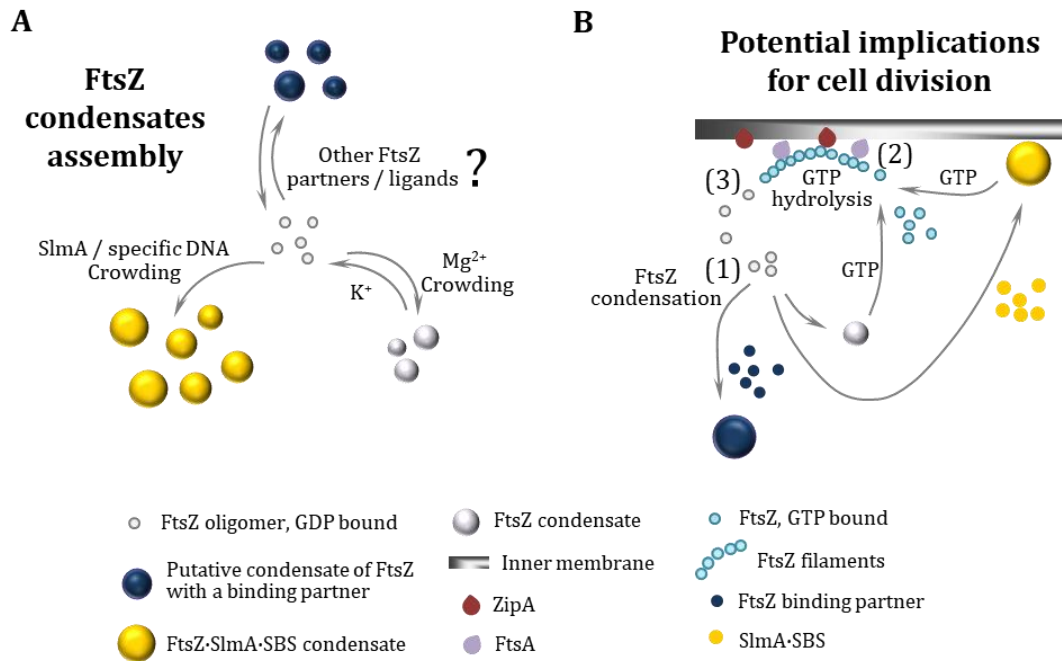 A
FtsZ
condensates
assembly
Other FtsZ
partners / ligands
?
SlmA / specific DNA
Crowding
Mg²⁺
Crowding
K⁺
B
Potential implications
for cell division
(2)
(3)
GTP
hydrolysis
GTP
(1)
FtsZ
condensation
GTP
FtsZ oligomer, GDP bound
Putative condensate of FtsZ
with a binding partner
FtsZ·SlmA·SBS condensate
FtsZ condensate
Inner membrane
ZipA
FtsA
FtsZ, GTP bound
FtsZ filaments
FtsZ binding partner
SlmA·SBS